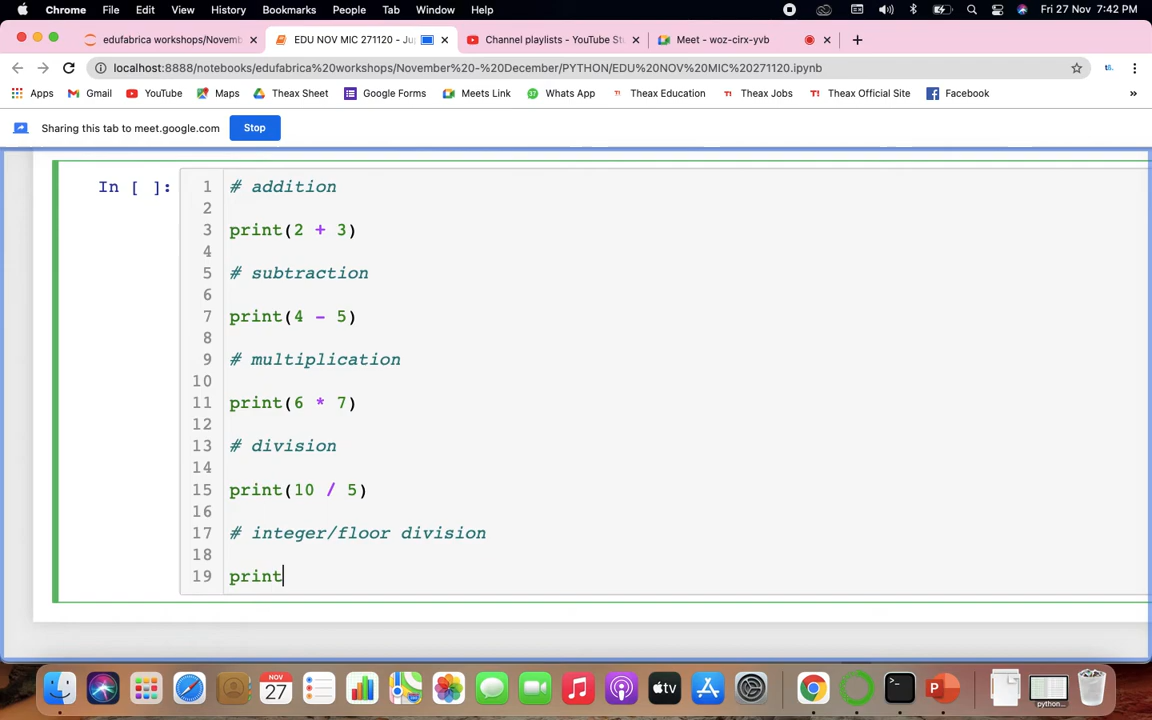 Chrome File Edit View History Bookmarks People Tab Window Help Fri 27 Nov 7:42 PM
edufabrica workshops/Novemb EDU NOV MIC 271120 - Ju Channel playlists - YouTube Stu Meet - woz-cirx-yvb
localhost:8888/notebooks/edufabrica%20workshops/November%20-%20December/PYTHON/EDU%20NOV%20MIC%20271120.ipynb
Apps Gmail YouTube Maps Theax Sheet Google Forms Meets Link Whats App Theax Education Theax Jobs Theax Official Site Facebook »
Sharing this tab to meet.google.com Stop
In [ ]: 1 # addition
2
3 print(2 + 3)
4
5 # subtraction
6
7 print(4 - 5)
8
9 # multiplication
10
11 print(6 * 7)
12
13 # division
14
15 print(10 / 5)
16
17 # integer/floor division
18
19 print
NOV
27
tv
python...